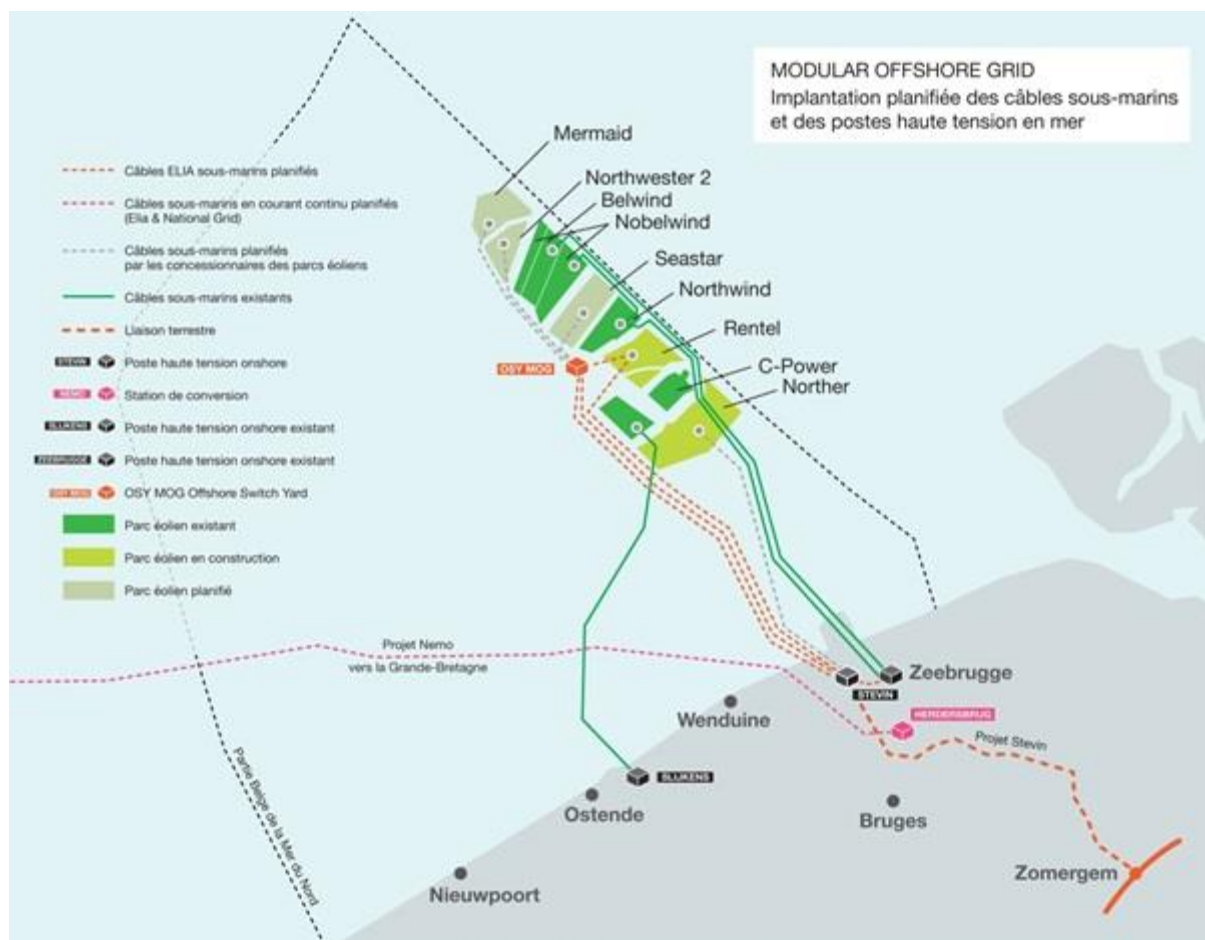 MODULAR OFFSHORE GRID
Implantation planifiée des câbles sous-marins
et des postes haute tension en mer
Mermaid
Northwester 2
Belwind
Nobelwind
Seastar
Northwind
Rentel
C-Power
Norther
OSY MOG
Câbles ELIA sous-marins planifiés
Câbles sous-marins en courant continu planifiés
(Elia & National Grid)
Câbles sous-marins planifiés
par les concessionnaires des parcs éoliens
Câbles sous-marins existants
Liaison terrestre
STEVIN Poste haute tension onshore
NEMO Station de conversion
SLIJKENS Poste haute tension onshore existant
ZEEBRUGGE Poste haute tension onshore existant
OSY MOG OSY MOG Offshore Switch Yard
Parc éolien existant
Parc éolien en construction
Parc éolien planifié
Projet Nemo
vers la Grande-Bretagne
Partie Belge de la Mer du Nord
Zeebrugge
STEVIN
HERDERSBRUG
Wenduine
Projet Stevin
SLIJKENS
Ostende
Bruges
Zomergem
Nieuwpoort